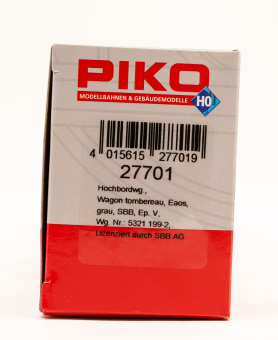 PIKO
MODELLBAHNEN & GEBÄUDEMODELLE
HO
4 015615 277019
27701
Hochbordwg.,
Wagon tombereau, Eaos,
grau, SBB, Ep. V,
Wg. Nr.: 5321 199-2,
Lizenziert durch SBB AG